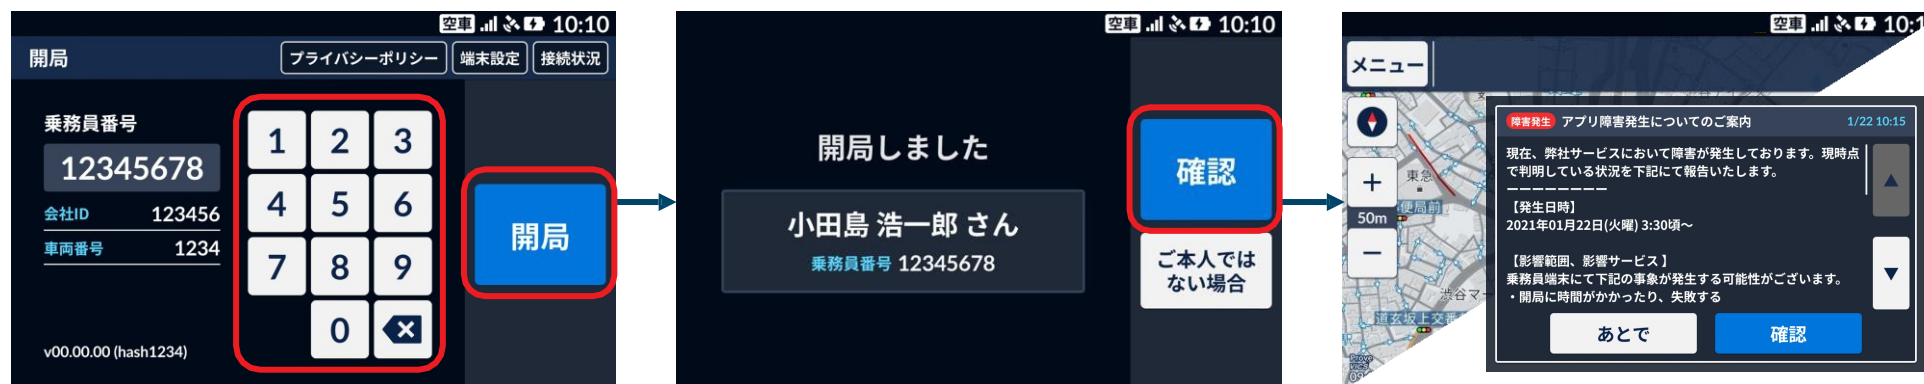 空車 10:10
開局
プライバシーポリシー 端末設定 接続状況
乗務員番号
12345678
会社ID 123456
車両番号 1234
v00.00.00 (hash1234)
1 2 3
4 5 6
7 8 9
0
開局
空車 10:10
開局しました
小田島 浩一郎 さん
乗務員番号 12345678
確認
ご本人では
ない場合
空車 10:1
メニュー
+
50m
−
東急
便局前
渋谷マー
道玄坂上交番
障害発生 アプリ障害発生についてのご案内 1/22 10:15
現在、弊社サービスにおいて障害が発生しております。現時点
で判明している状況を下記にて報告いたします。
ーーーーーーーー
【発生日時】
2021年01月22日(火曜) 3:30頃〜
【影響範囲、影響サービス 】
乗務員端末にて下記の事象が発生する可能性がございます。
・開局に時間がかかったり、失敗する
あとで 確認